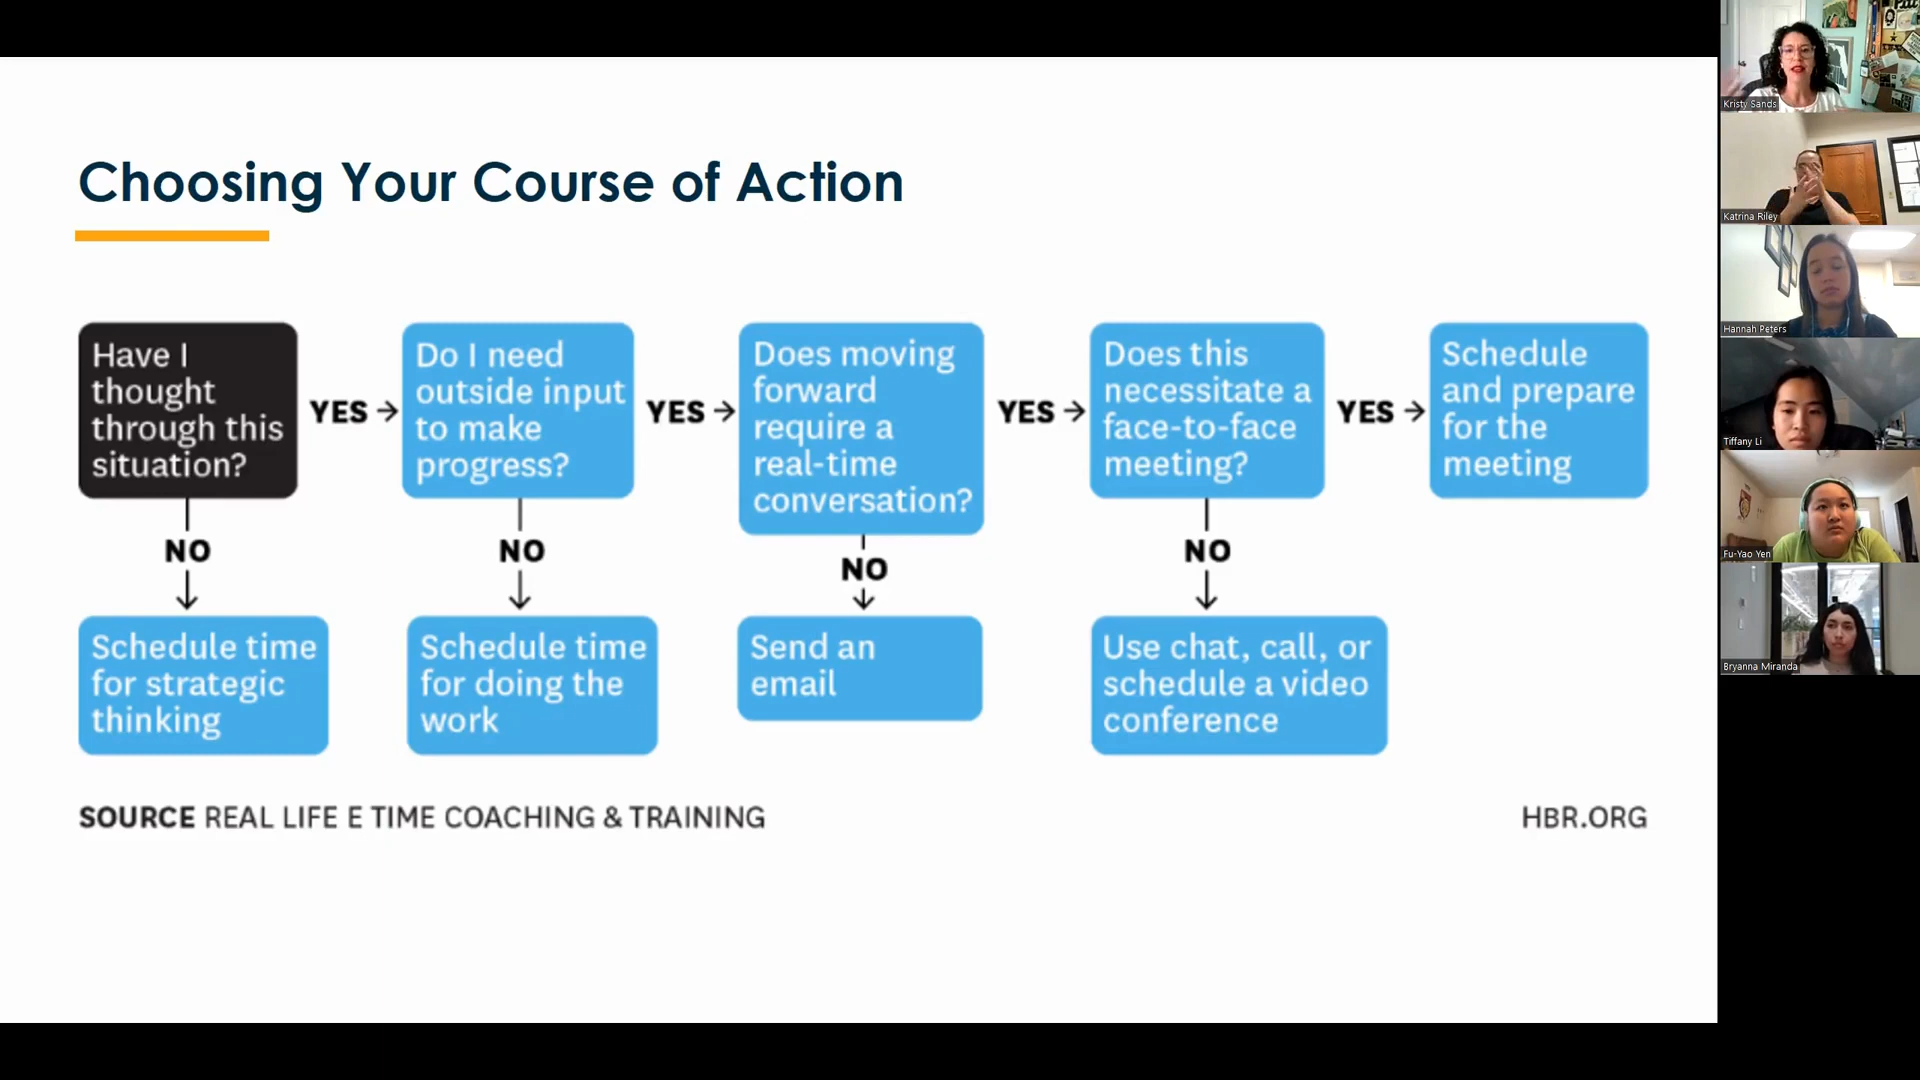 Choosing Your Course of Action
Have I
thought
through this
situation?
YES →
Do I need
outside input
to make
progress?
YES →
Does moving
forward
require a
real-time
conversation?
YES →
Does this
necessitate a
face-to-face
meeting?
YES →
Schedule
and prepare
for the
meeting
NO
NO
NO
NO
Schedule time
for strategic
thinking
Schedule time
for doing the
work
Send an
email
Use chat, call, or
schedule a video
conference
SOURCE REAL LIFE E TIME COACHING & TRAINING
HBR.ORG
Kristy Sands
Katrina Riley
Hannah Peters
Tiffany Li
Fu-Yao Yen
Bryanna Miranda